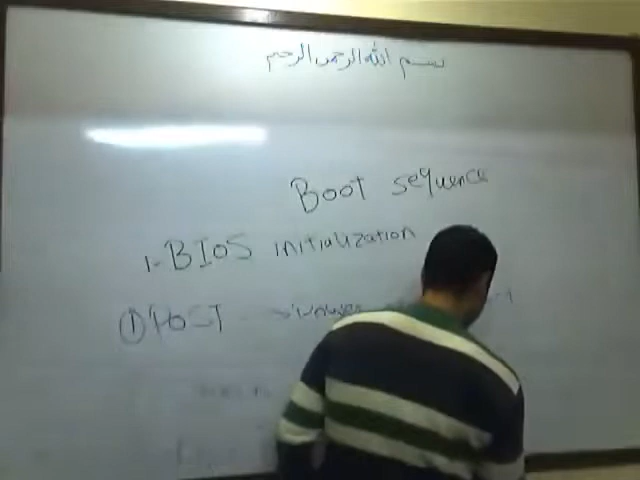 بسم الله الرحمن الرحيم
Boot sequence
1- BIOS initialization
① POST